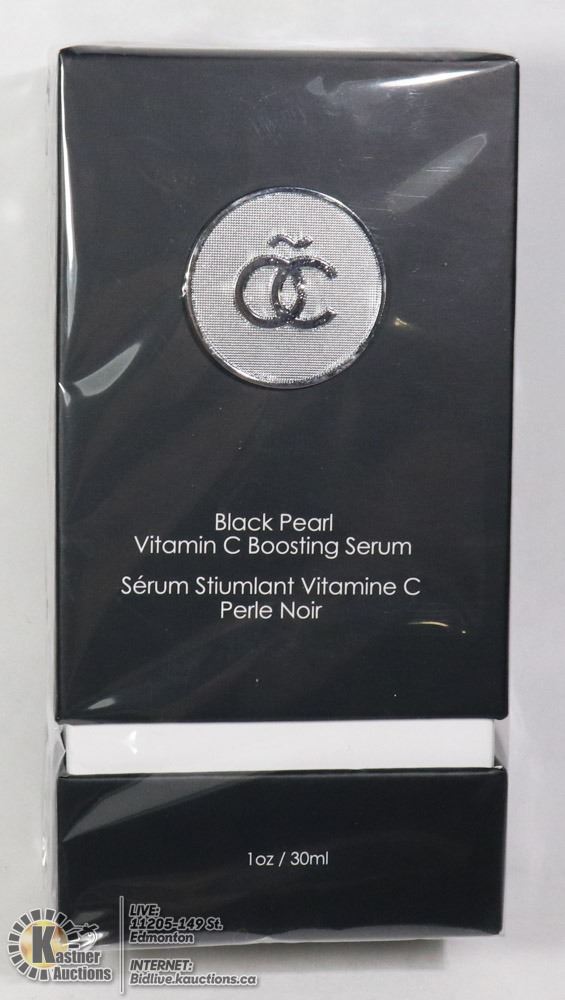 ÕC
Black Pearl
Vitamin C Boosting Serum
Sérum Stiumlant Vitamine C
Perle Noir
1oz / 30ml
Kastner
Auctions
LIVE:
11205-149 St.
Edmonton
INTERNET:
Bidlive.kauctions.ca